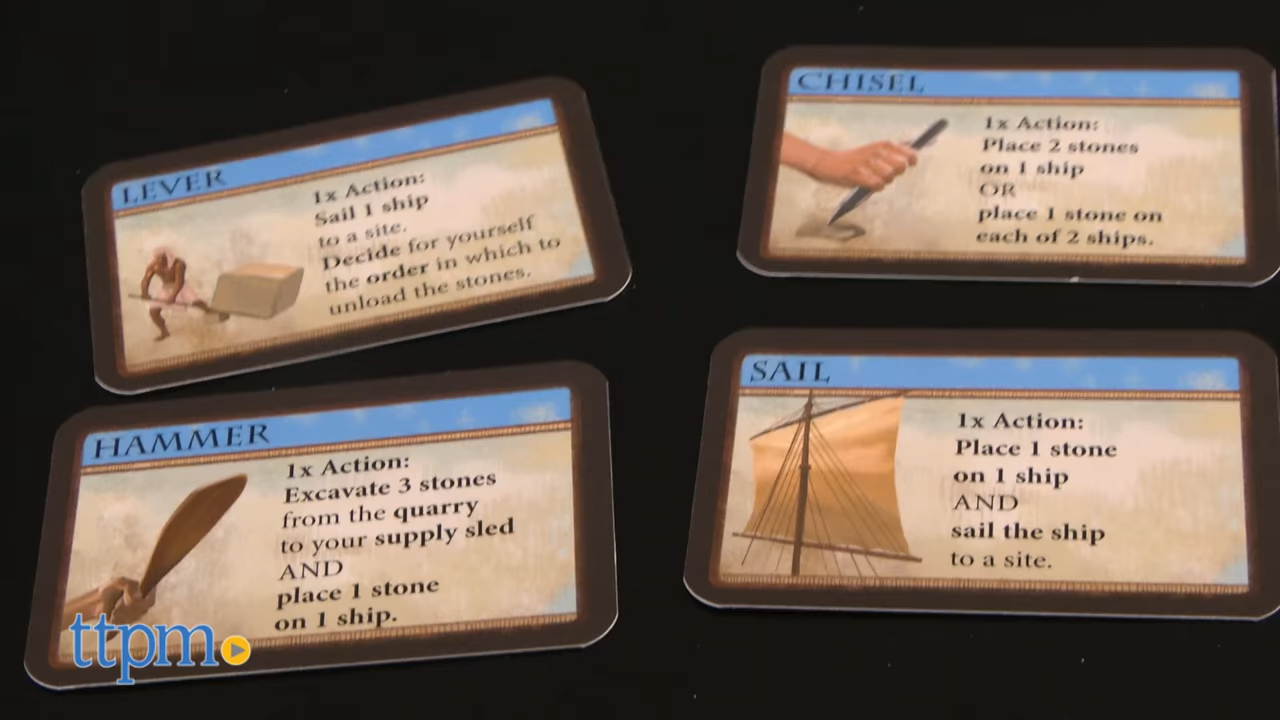 LEVER
1x Action:
Sail 1 ship
to a site.
Decide for yourself
the order in which to
unload the stones.
CHISEL
1x Action:
Place 2 stones
on 1 ship
OR
place 1 stone on
each of 2 ships.
HAMMER
1x Action:
Excavate 3 stones
from the quarry
to your supply sled
AND
place 1 stone
on 1 ship.
SAIL
1x Action:
Place 1 stone
on 1 ship
AND
sail the ship
to a site.
ttpm